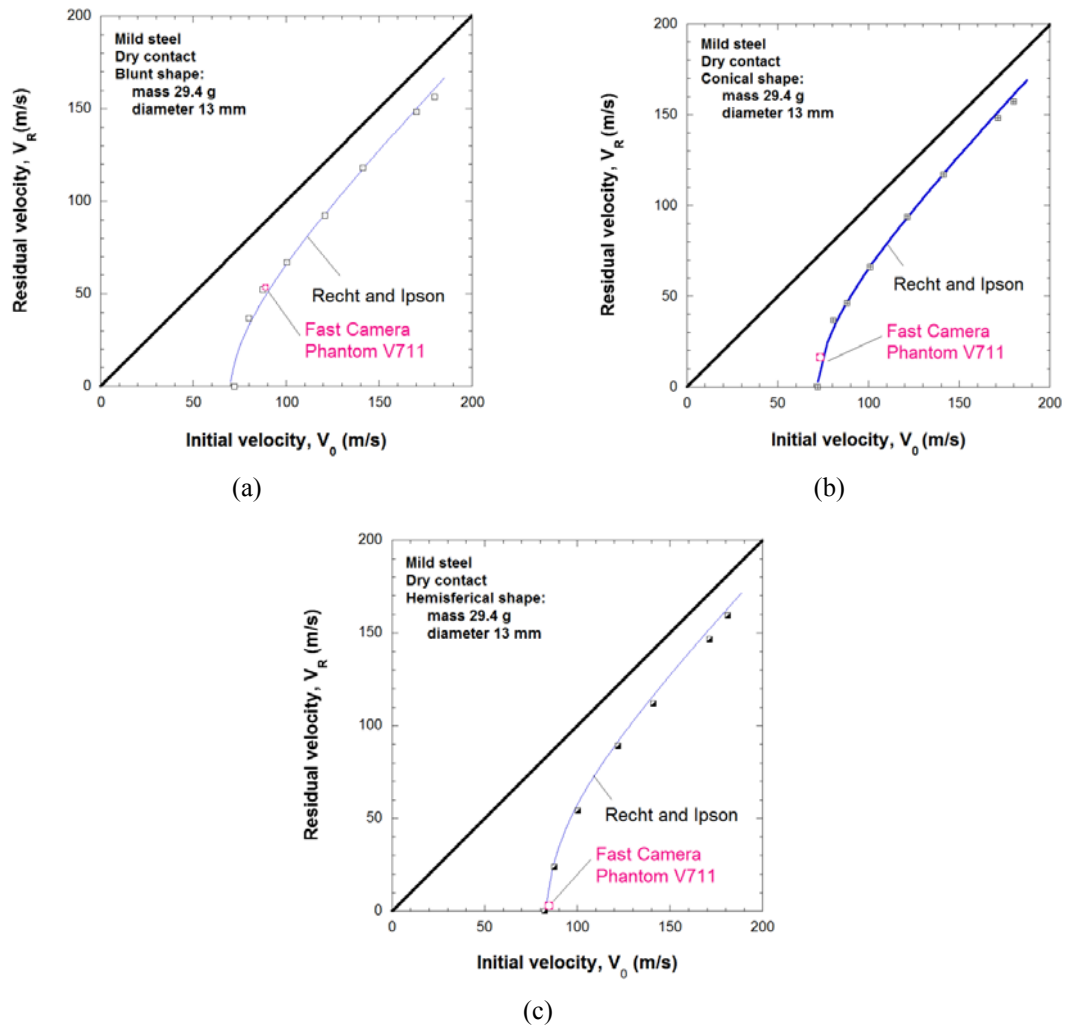 200
150
100
50
0
Residual velocity, V_R (m/s)
Mild steel
Dry contact
Blunt shape:
mass 29.4 g
diameter 13 mm
Recht and Ipson
Fast Camera
Phantom V711
0 50 100 150 200
Initial velocity, V_0 (m/s)
(a)
200
150
100
50
0
Residual velocity, V_R (m/s)
Mild steel
Dry contact
Conical shape:
mass 29.4 g
diameter 13 mm
Recht and Ipson
Fast Camera
Phantom V711
0 50 100 150 200
Initial velocity, V_0 (m/s)
(b)
200
150
100
50
0
Residual velocity, V_R (m/s)
Mild steel
Dry contact
Hemisferical shape:
mass 29.4 g
diameter 13 mm
Recht and Ipson
Fast Camera
Phantom V711
0 50 100 150 200
Initial velocity, V_0 (m/s)
(c)